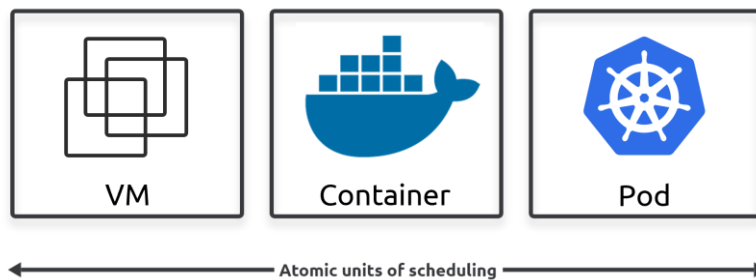 VM
Container
Pod
Atomic units of scheduling